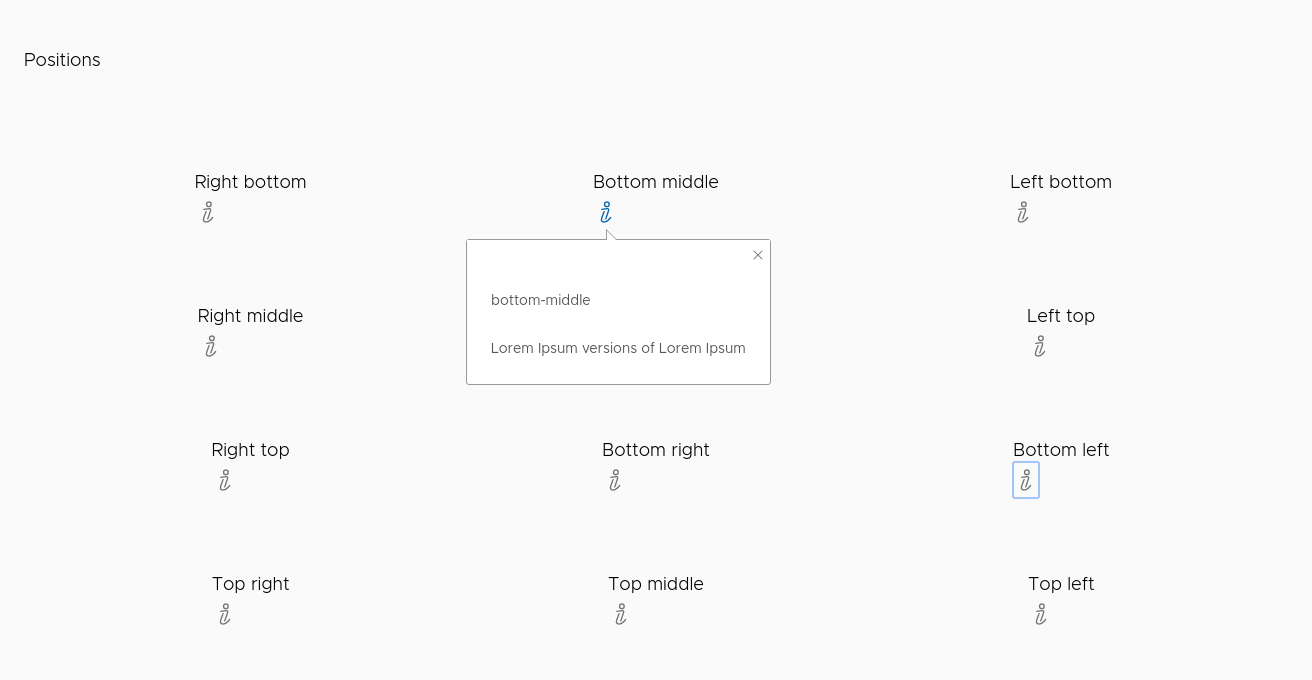 Positions
Right bottom
Bottom middle
Left bottom
bottom-middle
Lorem Ipsum versions of Lorem Ipsum
Right middle
Left top
Right top
Bottom right
Bottom left
Top right
Top middle
Top left